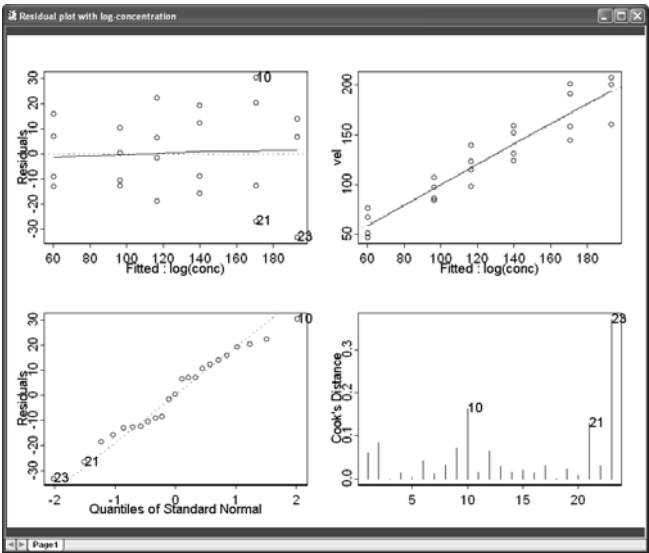 Residual plot with log-concentration
30
20
10
0
-10
-20
-30
Residuals
10
21
23
60 80 100 120 140 160 180
Fitted : log(conc)
200
150
100
50
vel
60 80 100 120 140 160 180
Fitted : log(conc)
30
20
10
0
-10
-20
-30
Residuals
10
21
23
-2 -1 0 1 2
Quantiles of Standard Normal
0.3
0.2
0.1
0.0
Cook's Distance
23
10
21
5 10 15 20
Page1